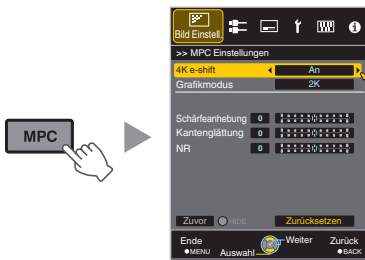 MPC
Bild Einstell.
>> MPC Einstellungen
4K e-shift An
Grafikmodus 2K
Schärfeanhebung 0
Kantenglättung 0
NR 0
Zuvor HIDE Zurücksetzen
Ende Weiter Zurück
MENU Auswahl BACK